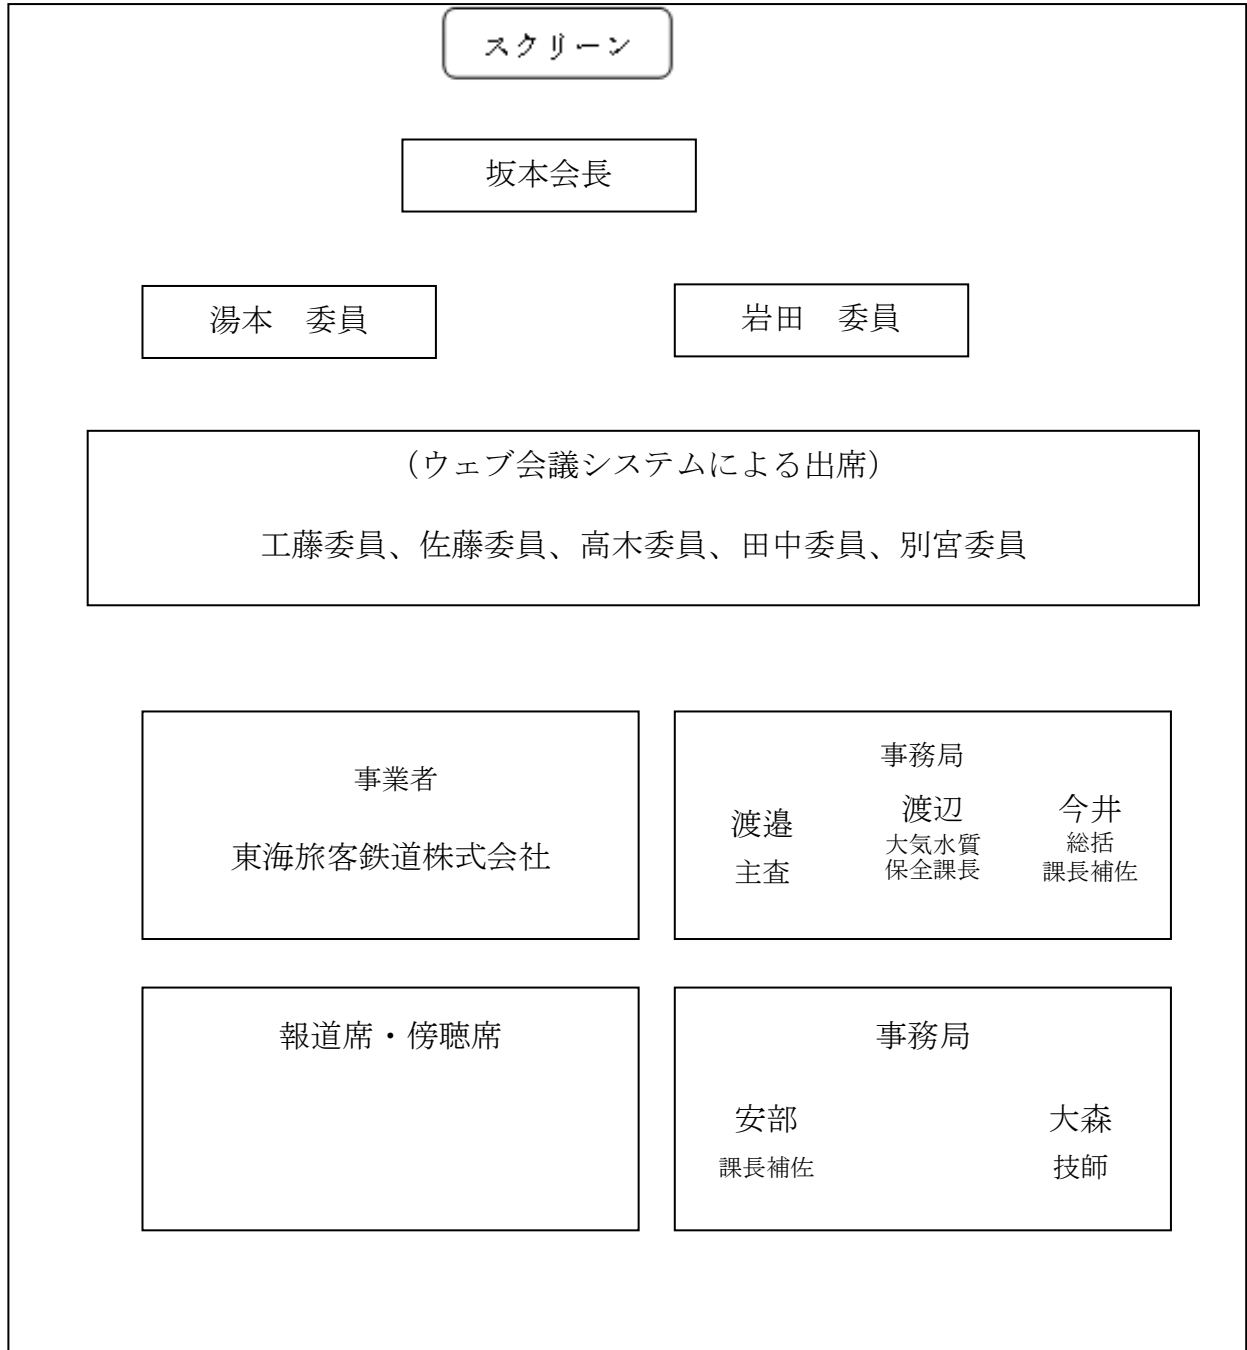 スクリーン
坂本会長
湯本　委員
岩田　委員
（ウェブ会議システムによる出席）
工藤委員、佐藤委員、高木委員、田中委員、別宮委員
事業者
東海旅客鉄道株式会社
事務局
渡邉
主査
渡辺
大気水質
保全課長
今井
総括
課長補佐
報道席・傍聴席
事務局
安部
課長補佐
大森
技師